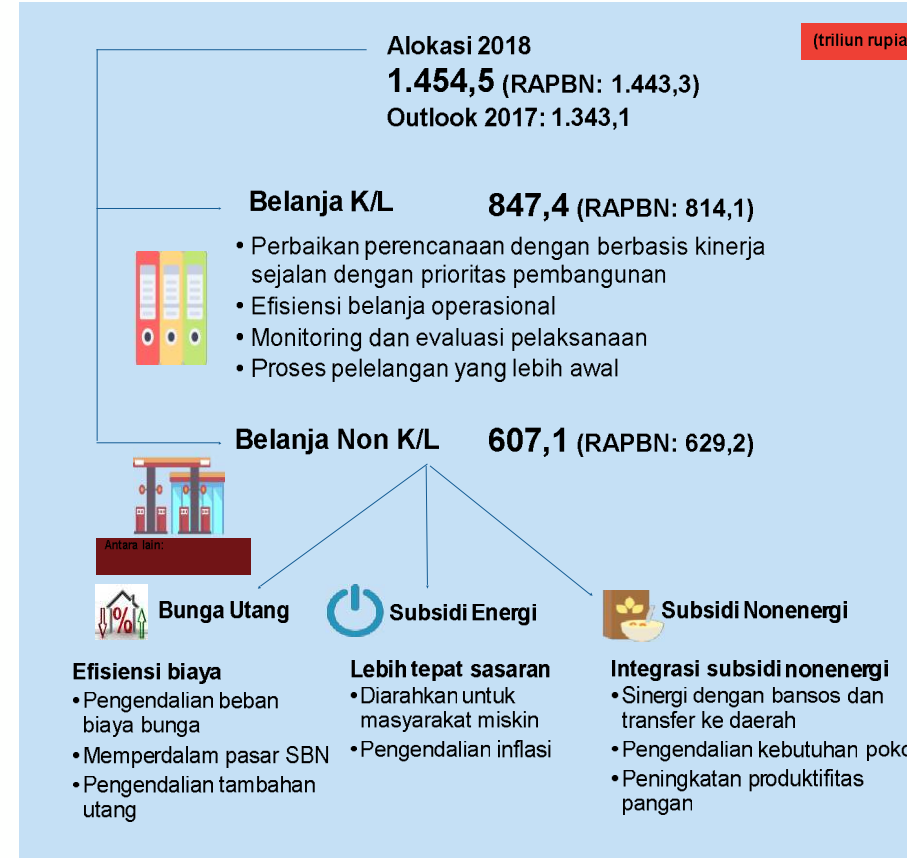 Alokasi 2018
(triliun rupia
1.454,5 (RAPBN: 1.443,3)
Outlook 2017: 1.343,1
Belanja K/L 847,4 (RAPBN: 814,1)
• Perbaikan perencanaan dengan berbasis kinerja
sejalan dengan prioritas pembangunan
• Efisiensi belanja operasional
• Monitoring dan evaluasi pelaksanaan
• Proses pelelangan yang lebih awal
Belanja Non K/L 607,1 (RAPBN: 629,2)
Antara lain:
%
Bunga Utang
Efisiensi biaya
• Pengendalian beban
biaya bunga
• Memperdalam pasar SBN
• Pengendalian tambahan
utang
Subsidi Energi
Lebih tepat sasaran
• Diarahkan untuk
masyarakat miskin
• Pengendalian inflasi
Subsidi Nonenergi
Integrasi subsidi nonenergi
• Sinergi dengan bansos dan
transfer ke daerah
• Pengendalian kebutuhan poko
• Peningkatan produktifitas
pangan